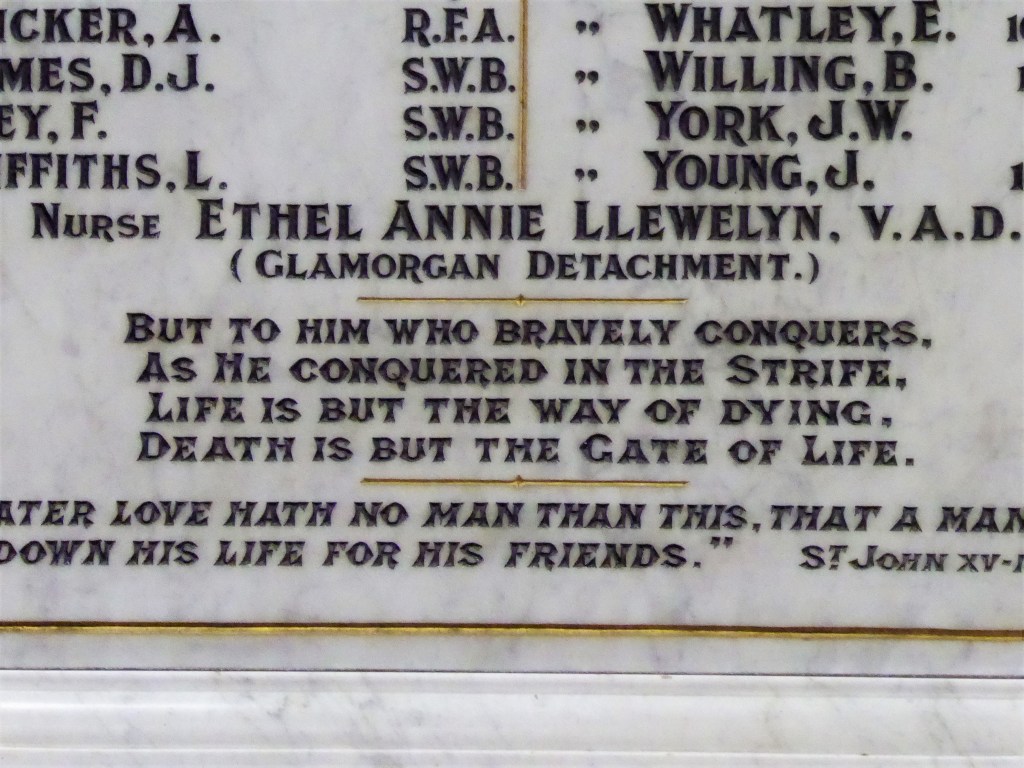 ICKER, A. R.F.A. ” WHATLEY, E.
MES, D.J. S.W.B. ” WILLING, B.
EY, F. S.W.B. ” YORK, J.W.
IFFITHS, L. S.W.B. ” YOUNG, J.
NURSE ETHEL ANNIE LLEWELYN, V.A.D.
(GLAMORGAN DETACHMENT.)
BUT TO HIM WHO BRAVELY CONQUERS,
AS HE CONQUERED IN THE STRIFE,
LIFE IS BUT THE WAY OF DYING,
DEATH IS BUT THE GATE OF LIFE.
ATER LOVE HATH NO MAN THAN THIS, THAT A MAN
DOWN HIS LIFE FOR HIS FRIENDS.” ST JOHN XV-1